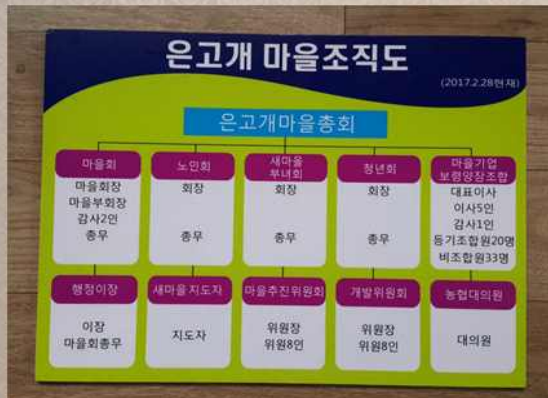 은고개 마을조직도
(2017.2.28현재)
은고개마을총회
마을회
마을회장
마을부회장
감사2인
총무
노인회
회장
총무
새마을
부녀회
회장
총무
청년회
회장
총무
마을기업
보령양장조합
대표이사
이사5인
감사1인
등기조합원20명
비조합원33명
행정이장
이장
마을회총무
새마을지도자
지도자
마을추진위원회
위원장
위원8인
개발위원회
위원장
위원8인
농협대의원
대의원